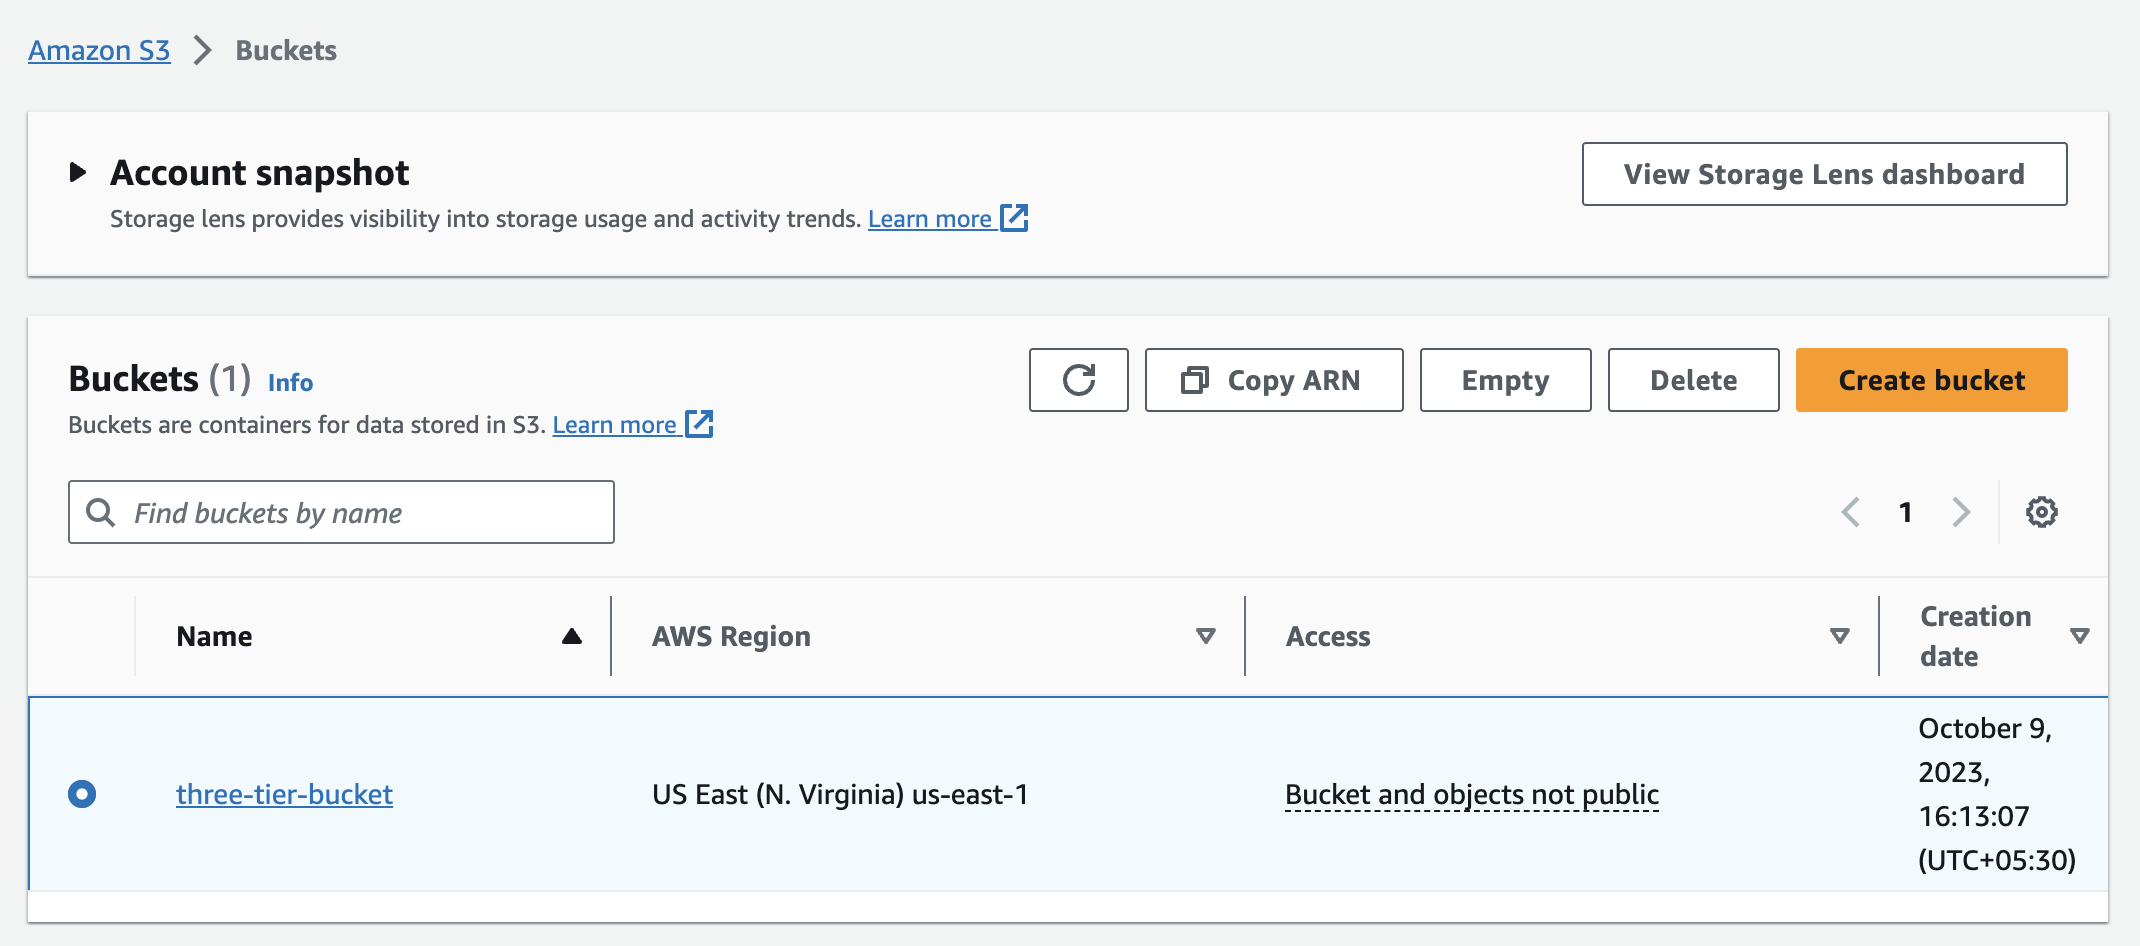 Amazon S3 > Buckets
Account snapshot
View Storage Lens dashboard
Storage lens provides visibility into storage usage and activity trends. Learn more
Buckets (1) Info
Copy ARN
Empty
Delete
Create bucket
Buckets are containers for data stored in S3. Learn more
Find buckets by name
1
Name
AWS Region
Access
Creation
date
three-tier-bucket
US East (N. Virginia) us-east-1
Bucket and objects not public
October 9,
2023,
16:13:07
(UTC+05:30)